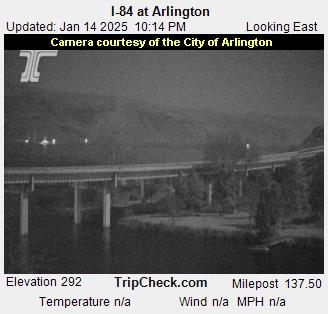 I-84 at Arlington
Updated: Jan 14 2025 10:14 PM Looking East
Camera courtesy of the City of Arlington
Elevation 292 TripCheck.com Milepost 137.50
Temperature n/a Wind n/a MPH n/a